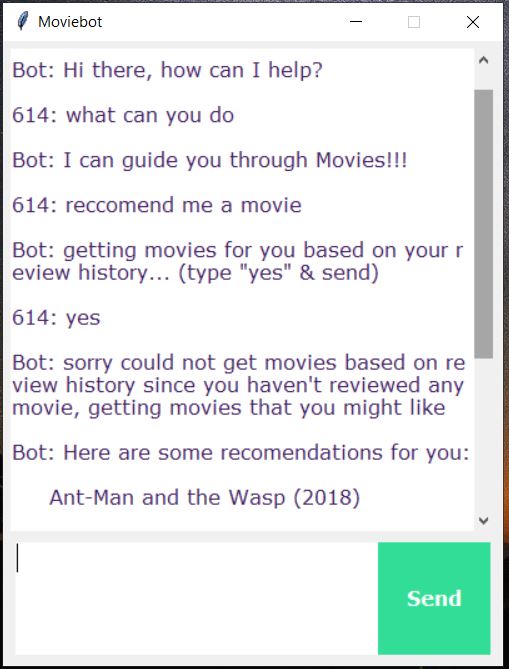 Moviebot
Bot: Hi there, how can I help?
614: what can you do
Bot: I can guide you through Movies!!!
614: reccomend me a movie
Bot: getting movies for you based on your r
eview history... (type "yes" & send)
614: yes
Bot: sorry could not get movies based on re
view history since you haven't reviewed any
movie, getting movies that you might like
Bot: Here are some recomendations for you:
Ant-Man and the Wasp (2018)
Send